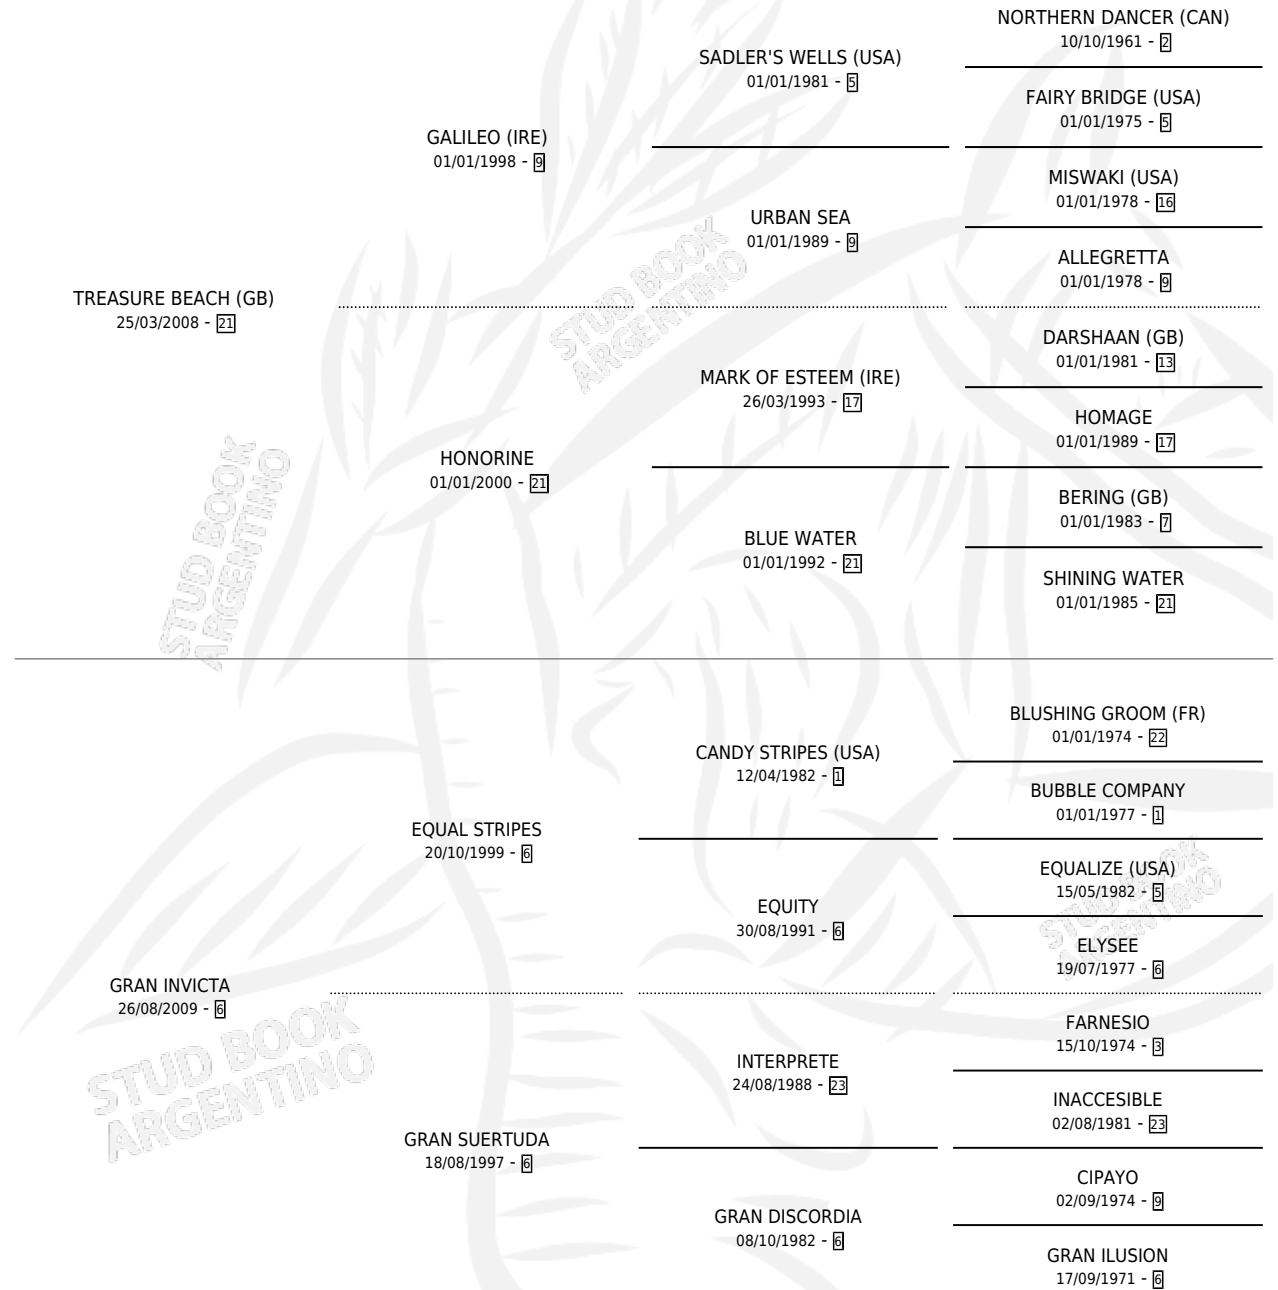 NORTHERN DANCER (CAN)
10/10/1961 - 2
SADLER'S WELLS (USA)
01/01/1981 - 5
FAIRY BRIDGE (USA)
01/01/1975 - 5
GALILEO (IRE)
01/01/1998 - 9
MISWAKI (USA)
01/01/1978 - 16
URBAN SEA
01/01/1989 - 9
ALLEGRETTA
01/01/1978 - 9
TREASURE BEACH (GB)
25/03/2008 - 21
STUD BOOK
ARGENTINO
DARSHAAN (GB)
01/01/1981 - 13
MARK OF ESTEEM (IRE)
26/03/1993 - 17
HOMAGE
01/01/1989 - 17
HONORINE
01/01/2000 - 21
BERING (GB)
01/01/1983 - 7
BLUE WATER
01/01/1992 - 21
SHINING WATER
01/01/1985 - 21
STUD BOOK
ARGENTINO
BLUSHING GROOM (FR)
01/01/1974 - 22
CANDY STRIPES (USA)
12/04/1982 - 1
BUBBLE COMPANY
01/01/1977 - 1
EQUAL STRIPES
20/10/1999 - 6
EQUALIZE (USA)
15/05/1982 - 5
EQUITY
30/08/1991 - 6
ELYSEE
19/07/1977 - 6
STUD BOOK
ARGENTINO
GRAN INVICTA
26/08/2009 - 6
STUD BOOK
ARGENTINO
FARNESIO
15/10/1974 - 3
INTERPRETE
24/08/1988 - 23
INACCESIBLE
02/08/1981 - 23
GRAN SUERTUDA
18/08/1997 - 6
CIPAYO
02/09/1974 - 9
GRAN DISCORDIA
08/10/1982 - 6
GRAN ILUSION
17/09/1971 - 6